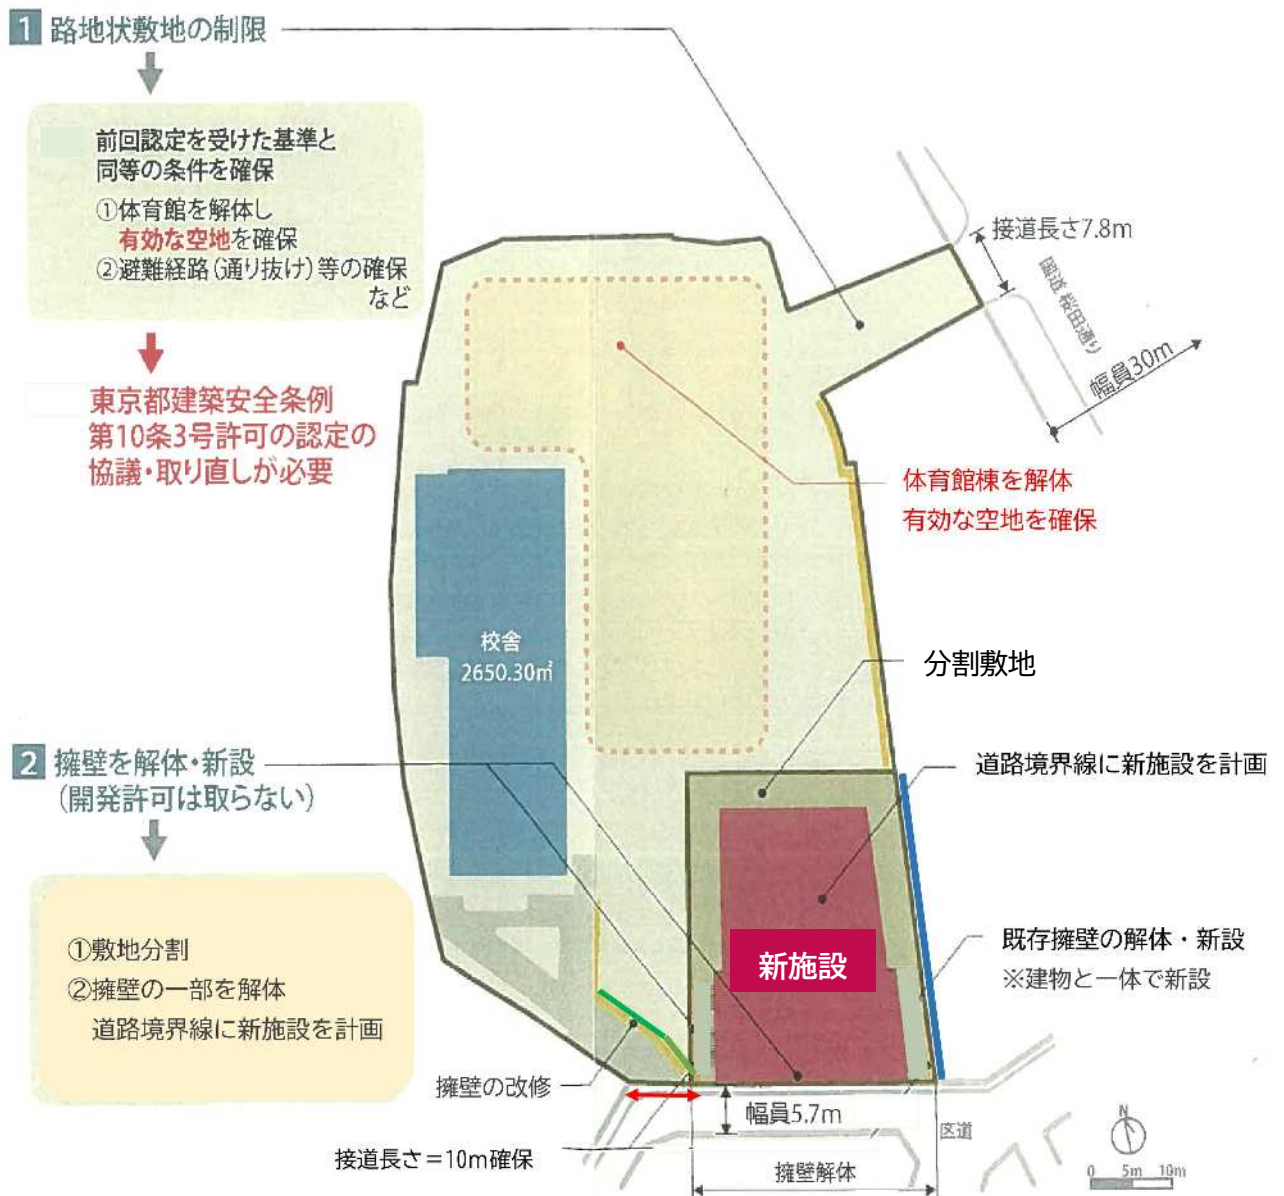 1 路地状敷地の制限
前回認定を受けた基準と
同等の条件を確保
①体育館を解体し
有効な空地を確保
②避難経路(通り抜け)等の確保
など
東京都建築安全条例
第10条3号許可の認定の
協議・取り直しが必要
接道長さ7.8m
国道 桜田通り
幅員30m
体育館棟を解体
有効な空地を確保
校舎
2650.30㎡
分割敷地
2 擁壁を解体・新設
(開発許可は取らない)
道路境界線に新施設を計画
①敷地分割
②擁壁の一部を解体
道路境界線に新施設を計画
新施設
既存擁壁の解体・新設
※建物と一体で新設
擁壁の改修
幅員5.7m
区道
接道長さ=10m確保
擁壁解体
N
0 5m 10m